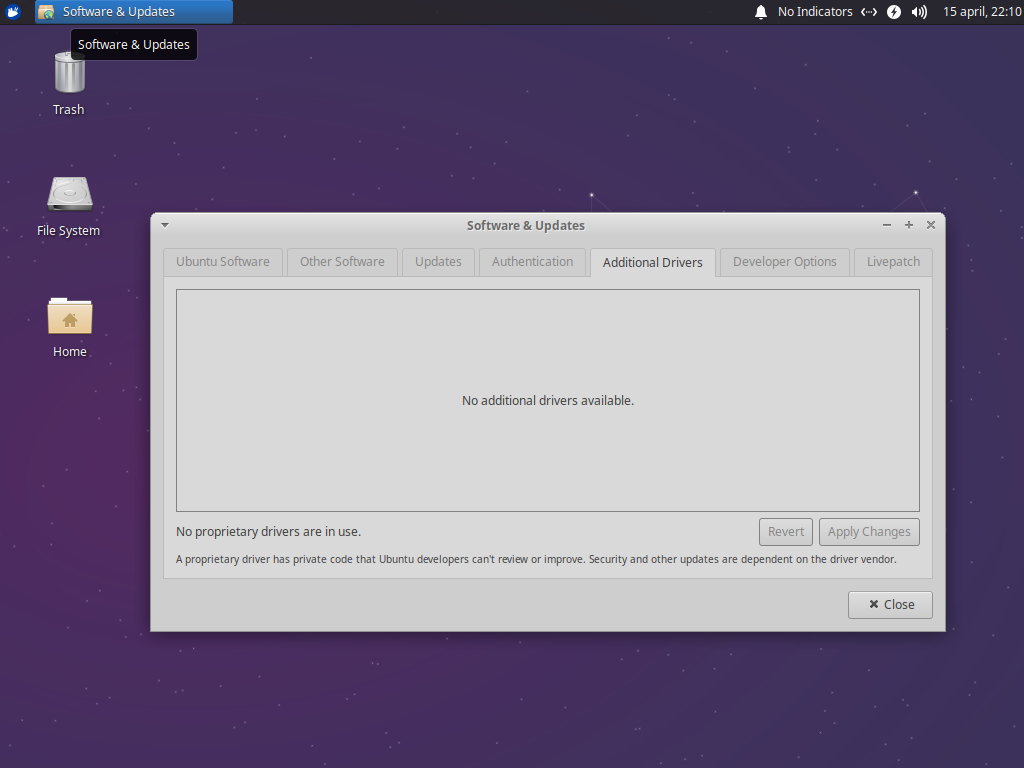 Software & Updates
No Indicators
15 april, 22:10
Software & Updates
Trash
File System
Home
Software & Updates
Ubuntu Software
Other Software
Updates
Authentication
Additional Drivers
Developer Options
Livepatch
No additional drivers available.
No proprietary drivers are in use.
Revert
Apply Changes
A proprietary driver has private code that Ubuntu developers can't review or improve. Security and other updates are dependent on the driver vendor.
Close